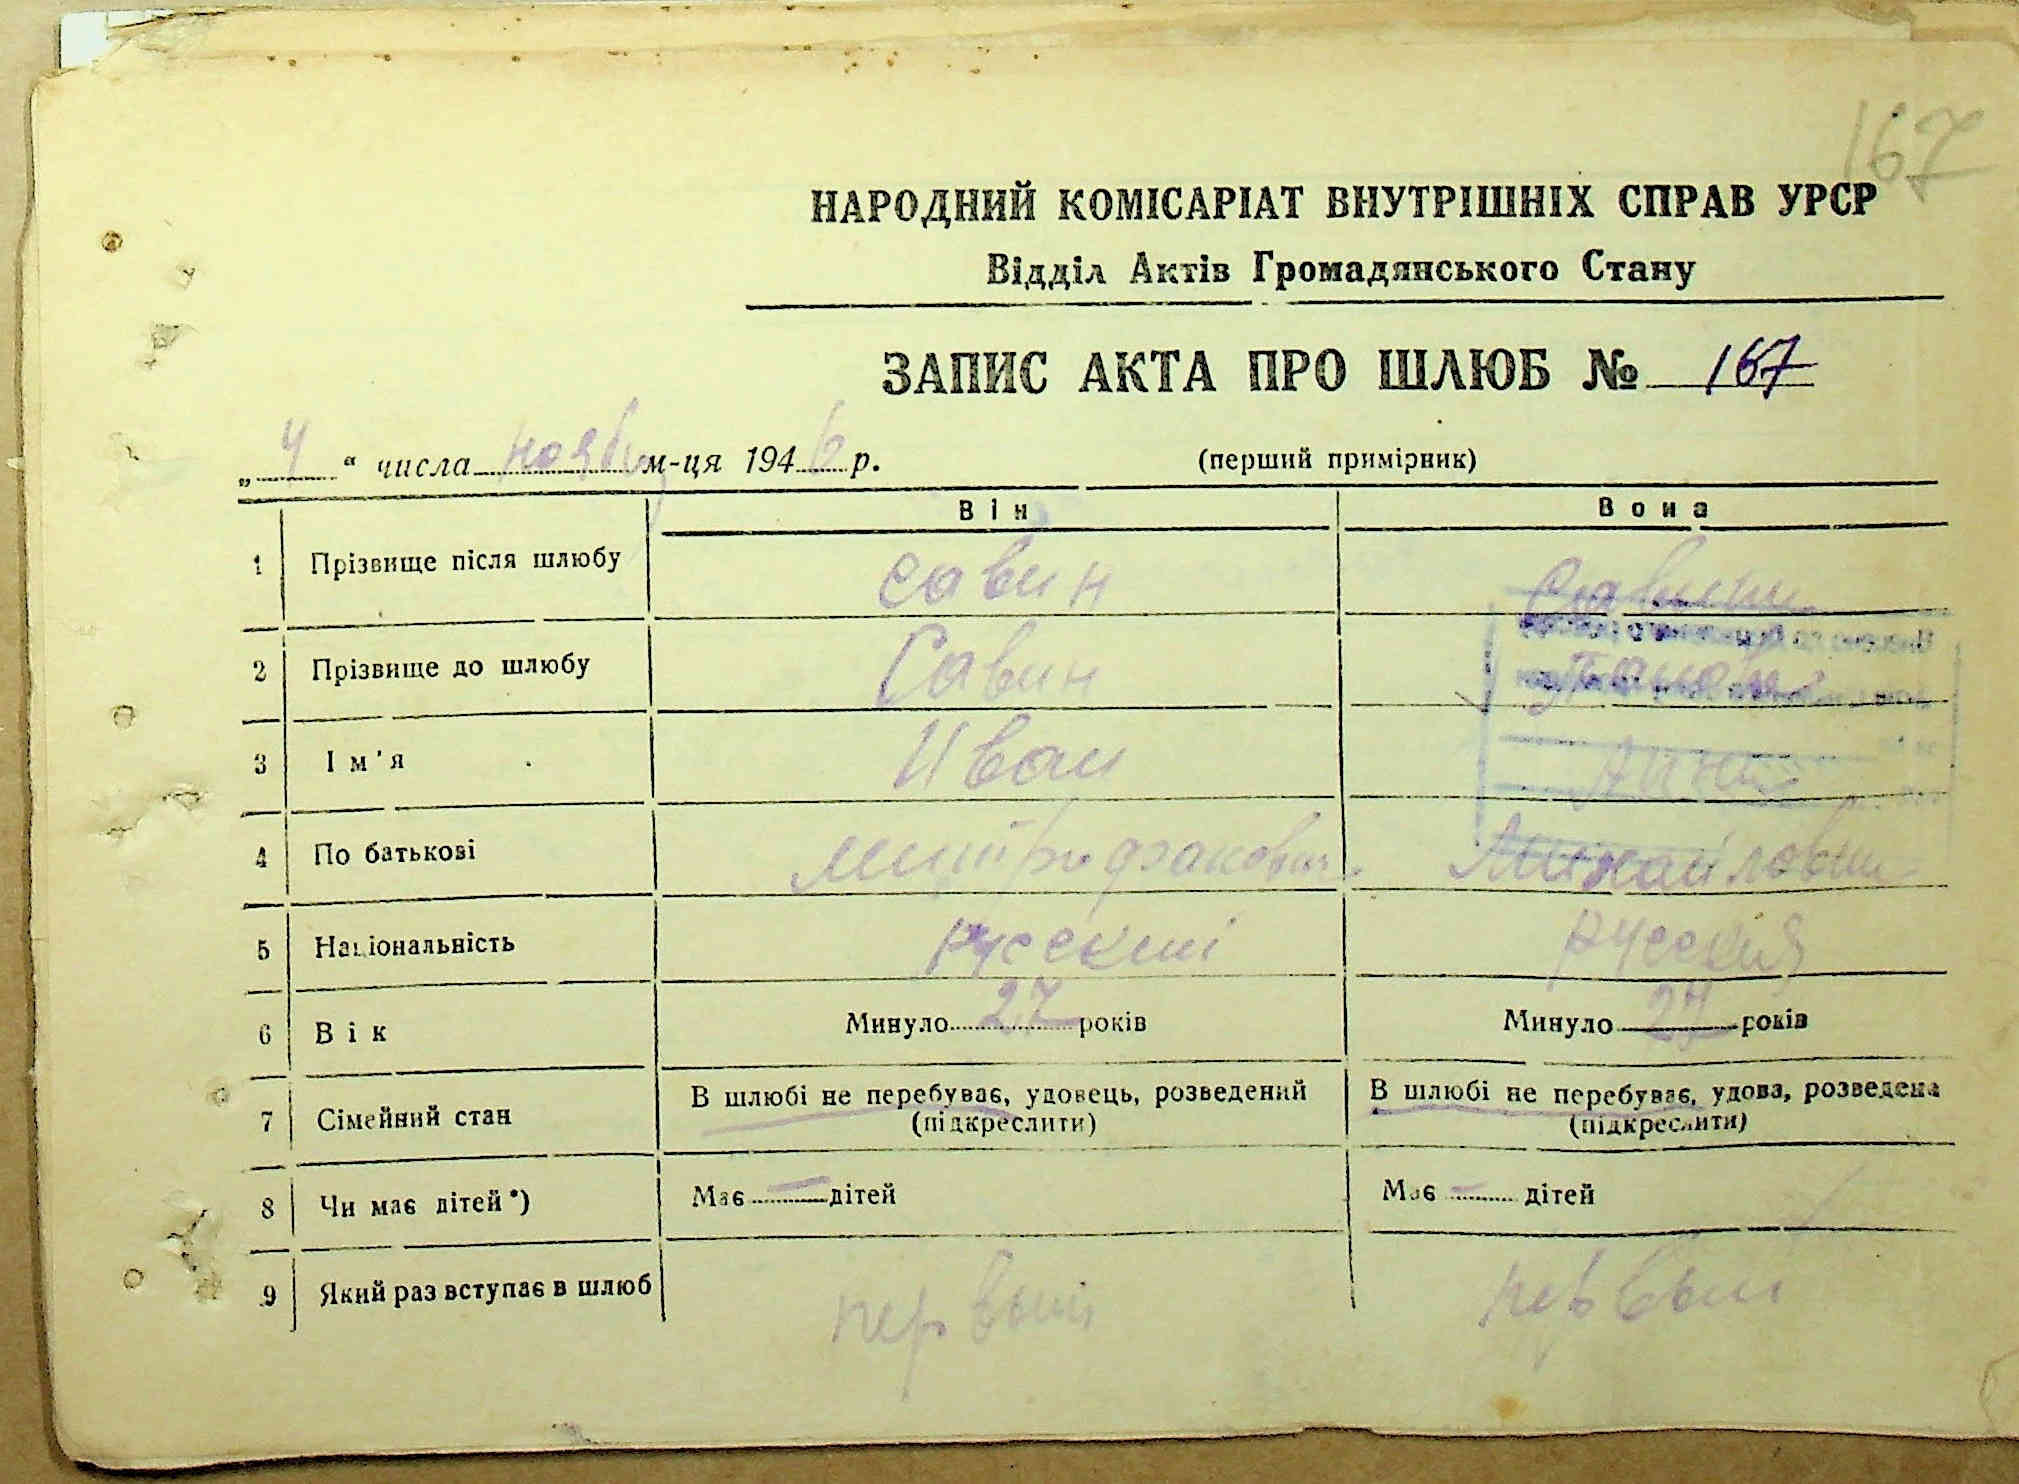 167
НАРОДНИЙ КОМІСАРІАТ ВНУТРІШНІХ СПРАВ УРСР
Відділ Актів Громадянського Стану
ЗАПИС АКТА ПРО ШЛЮБ № 167
„ 4 “ числа ноября м-ця 1946 р. (перший примірник)
Він Вона
1 Прізвище після шлюбу Савин Савина
2 Прізвище до шлюбу Савин
3 Ім'я Иван Анна
4 По батькові Митрофанович Михайловна
5 Національність русский русская
6 Вік Минуло 27 років Минуло 27 років
7 Сімейний стан В шлюбі не перебуває, удовець, розведений В шлюбі не перебуває, удова, розведена
(підкреслити) (підкреслити)
8 Чи має дітей*) Має — дітей Має — дітей
9 Який раз вступає в шлюб первый первый